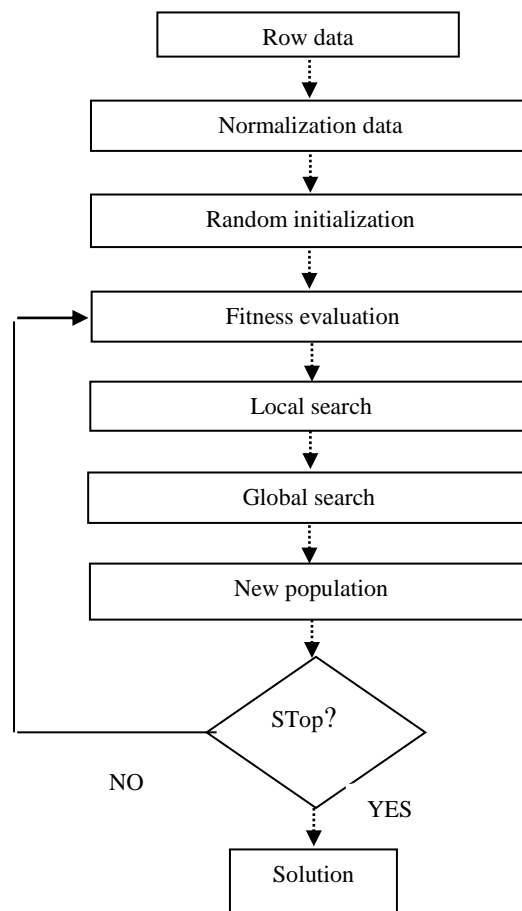 Row data
Normalization data
Random initialization
Fitness evaluation
Local search
Global search
New population
STop?
NO
YES
Solution